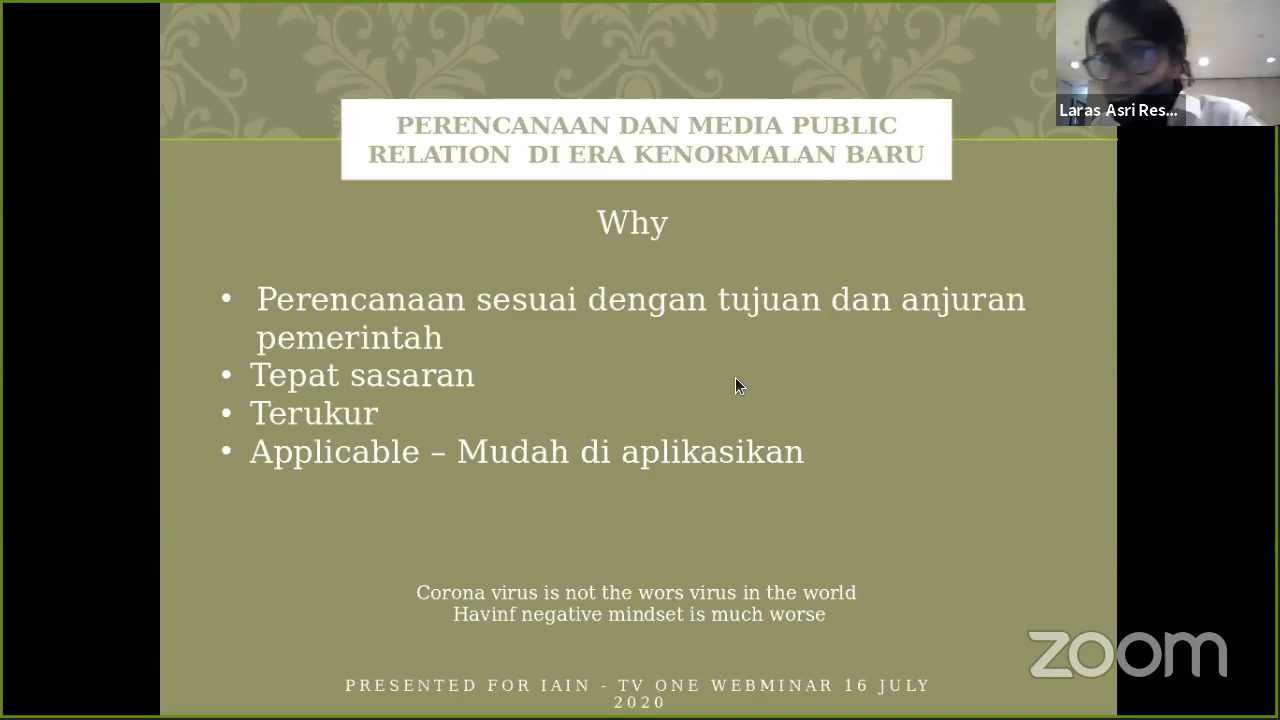 Laras Asri Res...
PERENCANAAN DAN MEDIA PUBLIC
RELATION DI ERA KENORMALAN BARU
Why
• Perencanaan sesuai dengan tujuan dan anjuran
pemerintah
• Tepat sasaran
• Terukur
• Applicable – Mudah di aplikasikan
Corona virus is not the wors virus in the world
Havinf negative mindset is much worse
zoom
PRESENTED FOR IAIN - TV ONE WEBMINAR 16 JULY
2020